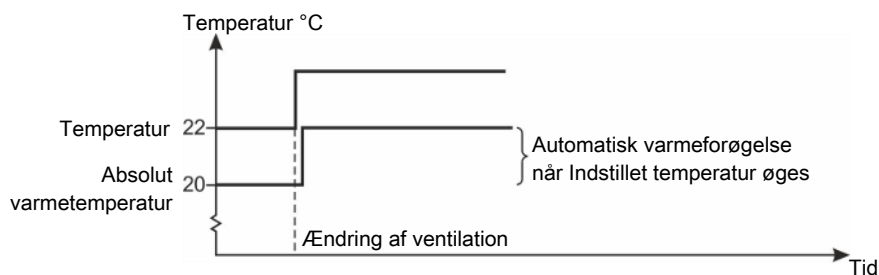 Temperatur °C
Temperatur 22
Absolut
varmetemperatur
20
Automatisk varmeforøgelse
når Indstillet temperatur øges
Ændring af ventilation
Tid